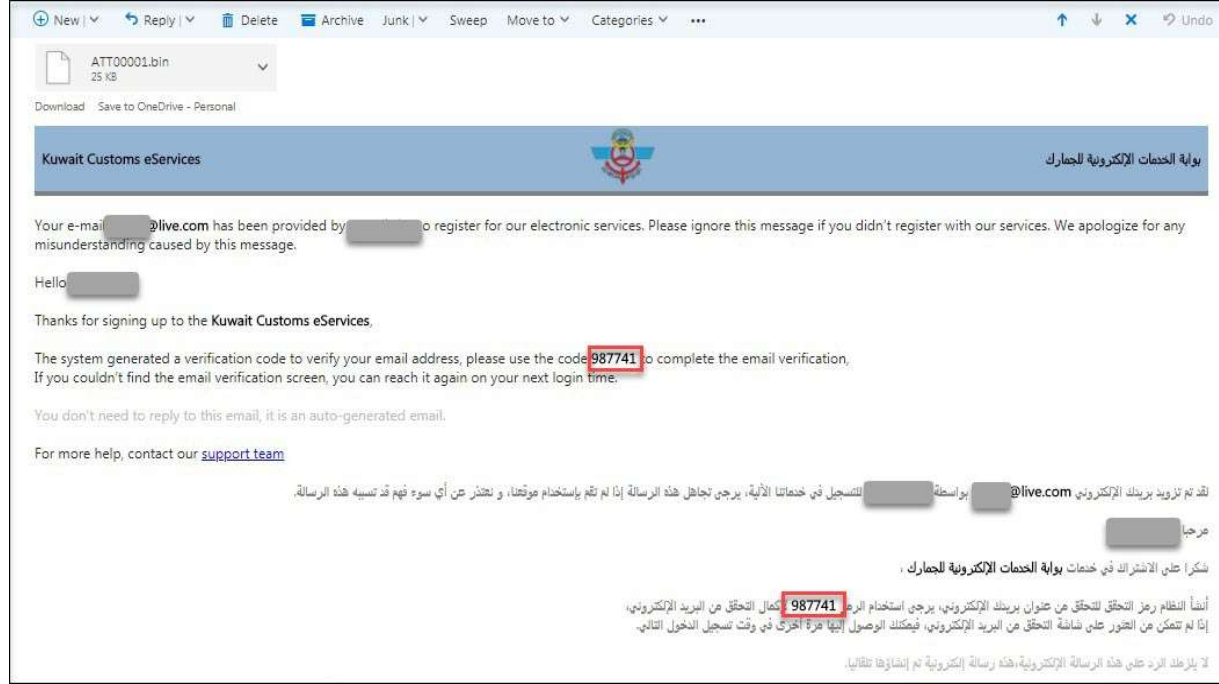 New Reply Delete Archive Junk Sweep Move to Categories ... Undo
ATT00001.bin
25 KB
Download Save to OneDrive - Personal
Kuwait Customs eServices
بوابة الخدمات الإلكترونية للجمارك
Your e-mail @live.com has been provided by o register for our electronic services. Please ignore this message if you didn't register with our services. We apologize for any
misunderstanding caused by this message.
Hello
Thanks for signing up to the Kuwait Customs eServices,
The system generated a verification code to verify your email address, please use the code 987741 to complete the email verification,
If you couldn't find the email verification screen, you can reach it again on your next login time.
You don't need to reply to this email, it is an auto-generated email.
For more help, contact our support team
لقد تم تزويد بريدك الإلكتروني @live.com بواسطة للتسجيل في خدماتنا الألية، يرجى تجاهل هذه الرسالة إذا لم تقم بإستخدام موقعنا، و نعتذر عن أي سوء فهم قد تسببه هذه الرسالة.
مرحبا
شكرا على الاشتراك في خدمات بوابة الخدمات الإلكترونية للجمارك ،
أنشأ النظام رمز التحقق للتحقق من عنوان بريدك الإلكتروني، يرجى استخدام الرمز 987741 لإكمال التحقق من البريد الإلكتروني،
إذا لم تتمكن من العثور على شاشة التحقق من البريد الإلكتروني، فيمكنك الوصول إليها مرة أخرى في وقت تسجيل الدخول التالي.
لا يلزمك الرد على هذه الرسالة الإلكترونية،هذه رسالة إلكترونية تم إنشاؤها تلقائيا.